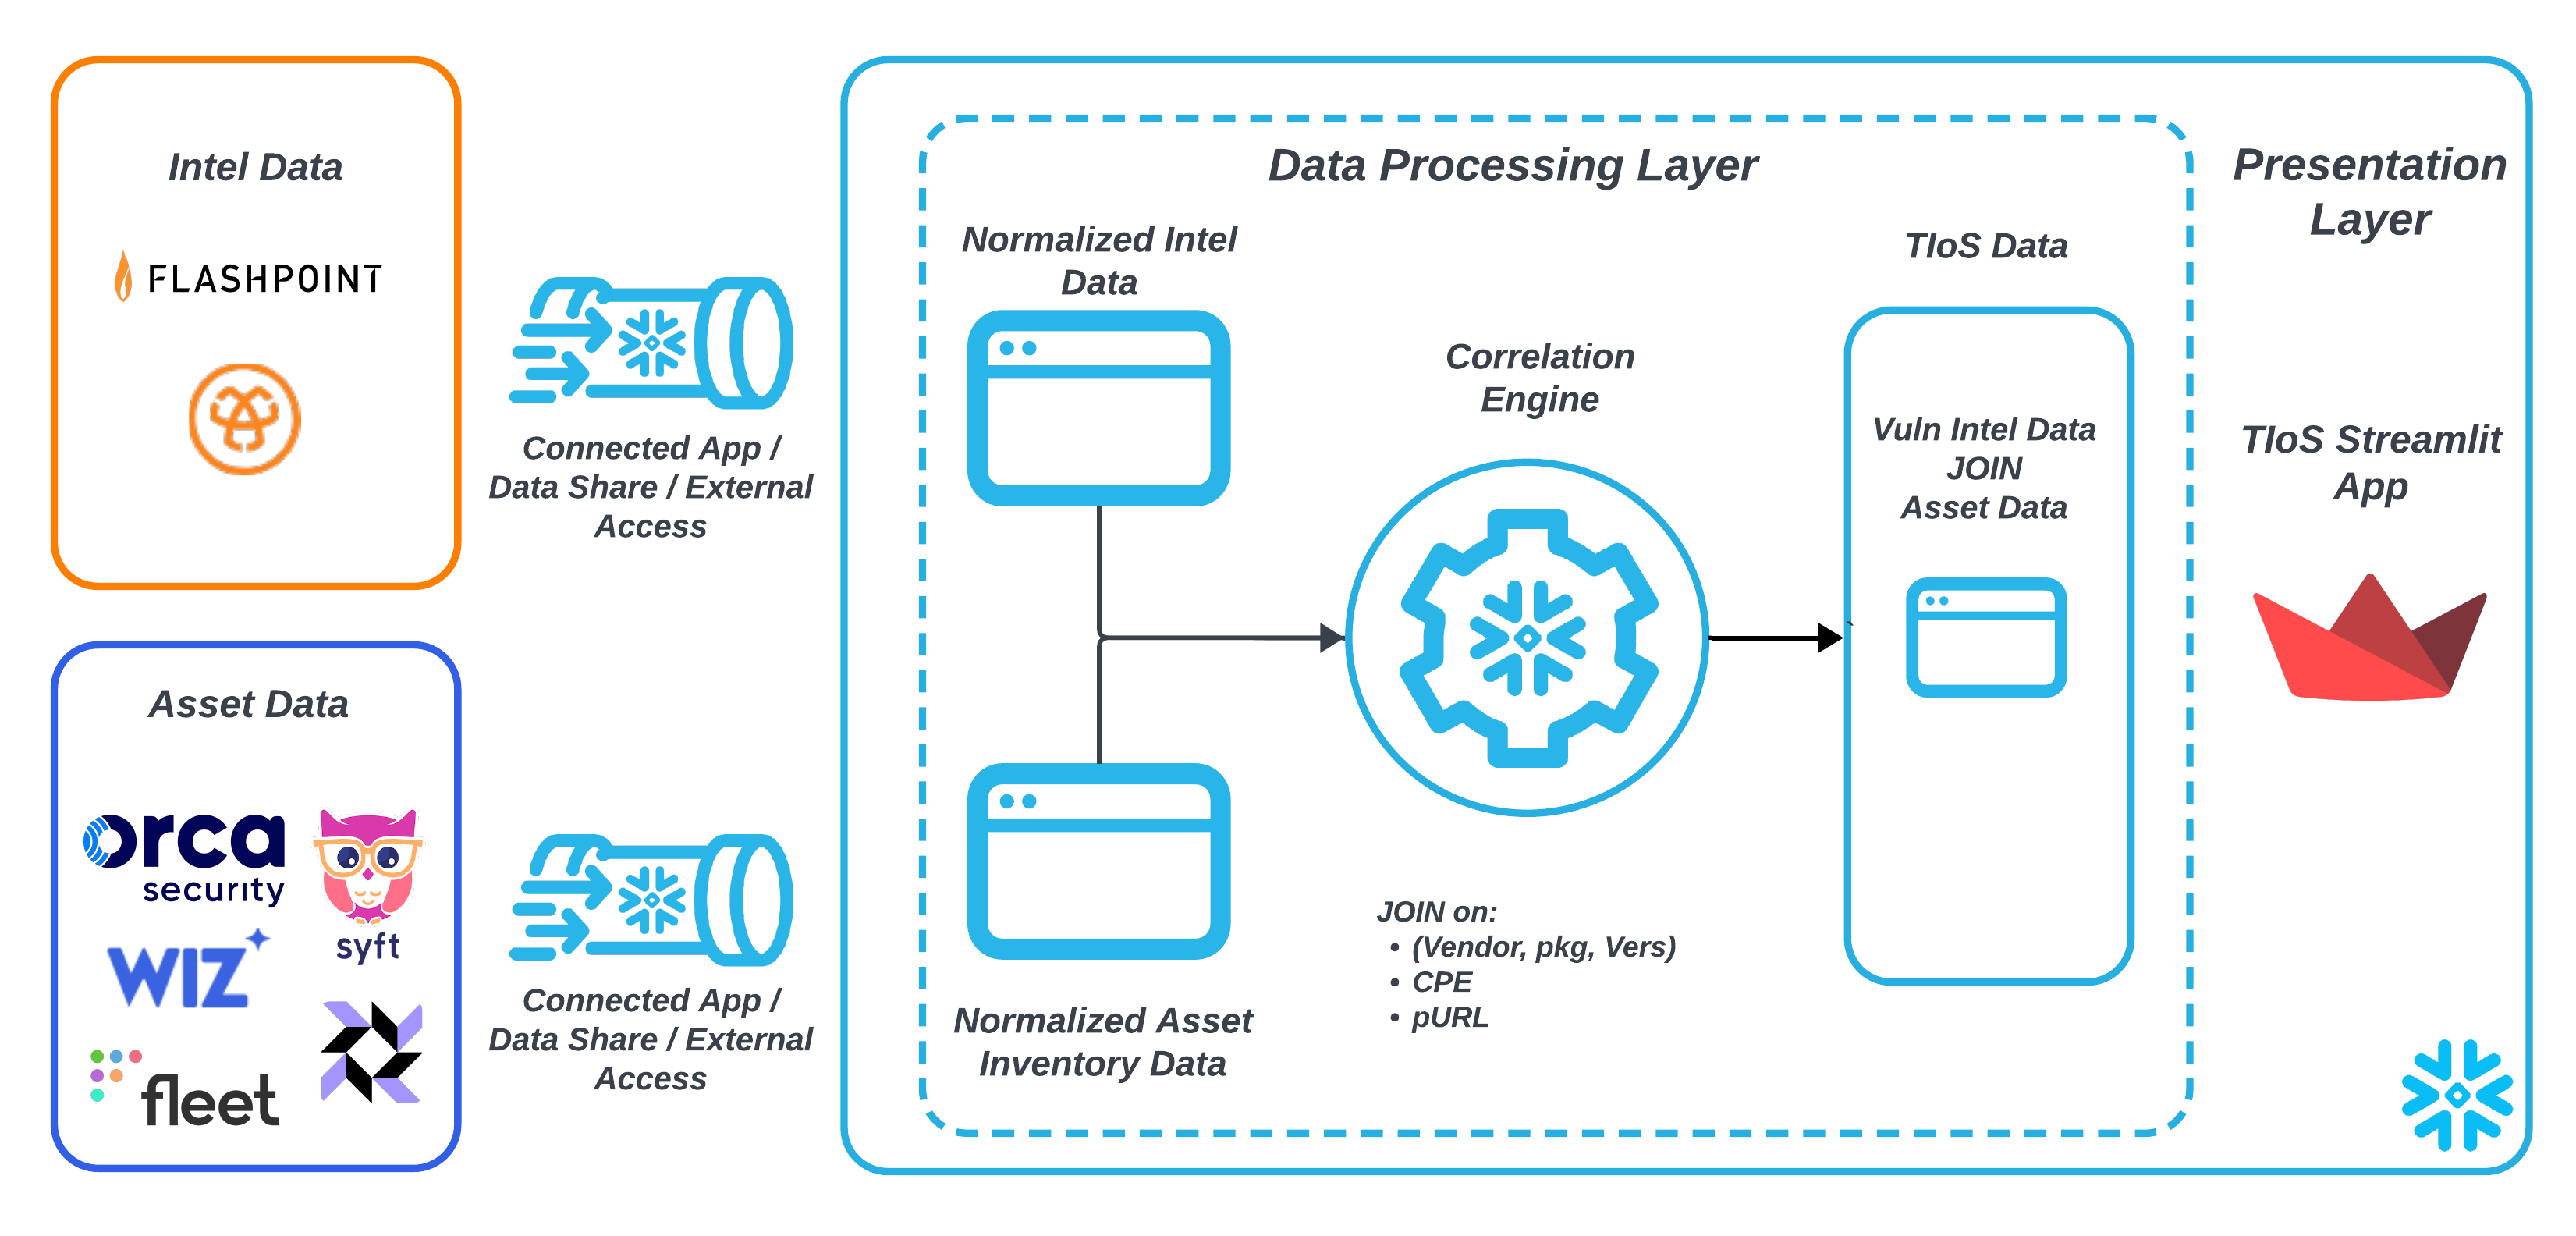 Intel Data
FLASHPOINT
Asset Data
orca
security
syft
WIZ
fleet
Connected App /
Data Share / External
Access
Connected App /
Data Share / External
Access
Data Processing Layer
Normalized Intel
Data
Normalized Asset
Inventory Data
Correlation
Engine
JOIN on:
• (Vendor, pkg, Vers)
• CPE
• pURL
TIoS Data
Vuln Intel Data
JOIN
Asset Data
`
Presentation
Layer
TIoS Streamlit
App